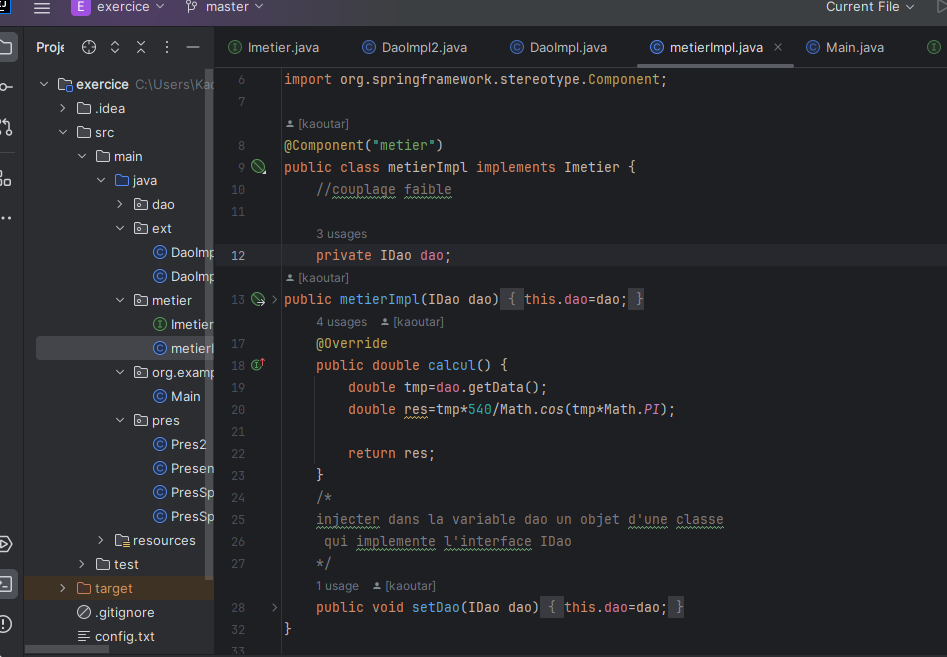 E exercice master Current File
Proje
Imetier.java DaoImpl2.java DaoImpl.java metierImpl.java Main.java
exercice C:\Users\Kao
.idea
src
main
java
dao
ext
DaoImp
DaoImp
metier
Imetier
metierI
org.examp
Main
pres
Pres2
Presen
PresSp
PresSp
resources
test
target
.gitignore
config.txt
6 import org.springframework.stereotype.Component;
7
[kaoutar]
8 @Component("metier")
9 public class metierImpl implements Imetier {
10 //couplage faible
11
3 usages
12 private IDao dao;
[kaoutar]
13 public metierImpl(IDao dao) { this.dao=dao; }
4 usages [kaoutar]
17 @Override
18 public double calcul() {
19 double tmp=dao.getData();
20 double res=tmp*540/Math.cos(tmp*Math.PI);
21
22 return res;
23 }
24 /*
25 injecter dans la variable dao un objet d'une classe
26 qui implemente l'interface IDao
27 */
1 usage [kaoutar]
28 public void setDao(IDao dao) { this.dao=dao; }
32 }
33